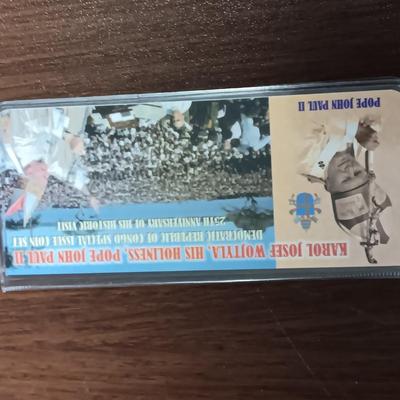 KAROL JOSEF WOJTYLA, HIS HOLINESS, POPE JOHN PAUL II
DEMOCRATIC REPUBLIC OF CONGO SPECIAL ISSUE COIN SET
25TH ANNIVERSARY OF HIS HISTORIC VISIT
POPE JOHN PAUL II